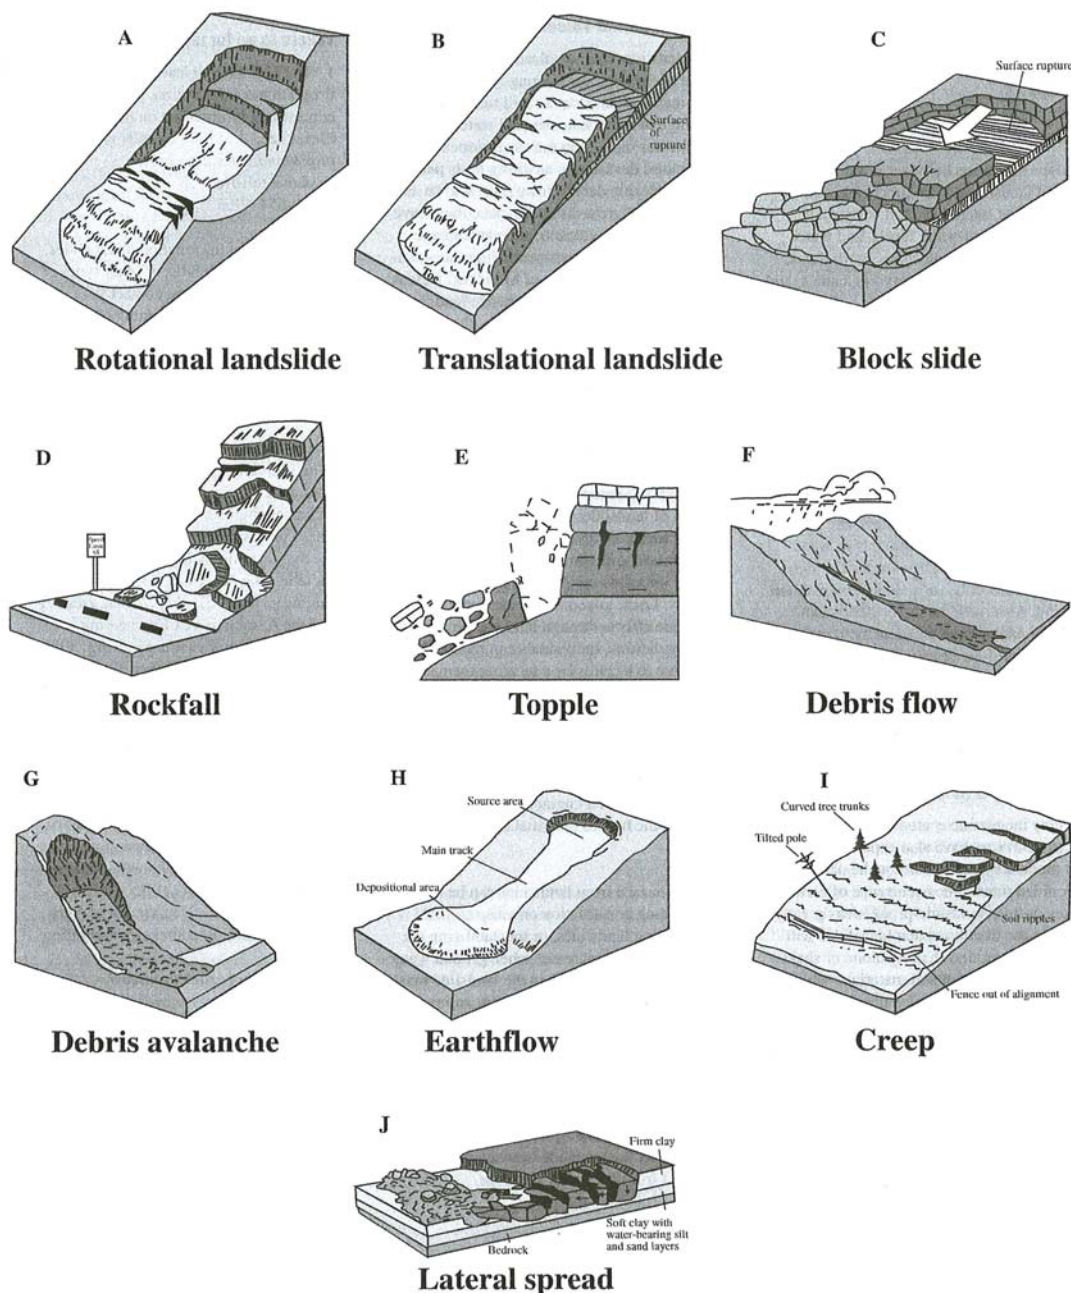 A
Rotational landslide
B
Surface
of
rupture
Toe
Translational landslide
C
Surface rupture
Block slide
D
Rockfall
E
Topple
F
Debris flow
G
Debris avalanche
H
Source area
Main track
Depositional area
Earthflow
I
Curved tree trunks
Tilted pole
Soil ripples
Fence out of alignment
Creep
J
Firm clay
Soft clay with
water-bearing silt
and sand layers
Bedrock
Lateral spread